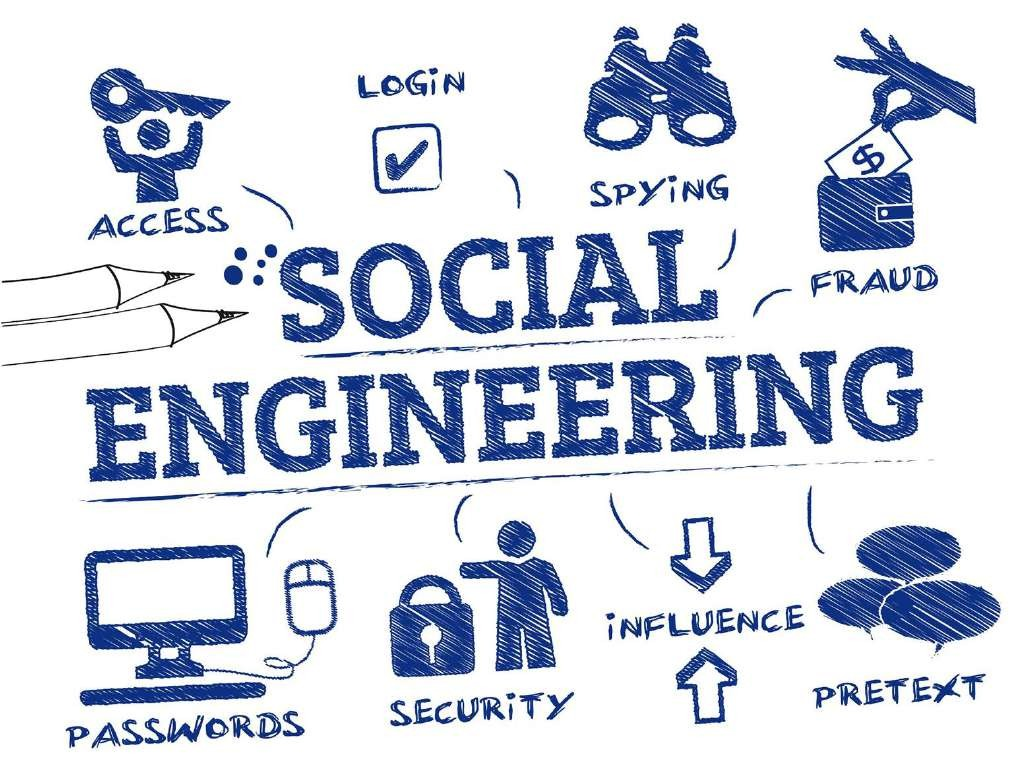 LOGiN
SPYiNG
ACCESS
$
FRAUD
SOCIAL
ENGINEERING
iNFLUENCE
PRETEXT
SECURiTY
PASSWORDS